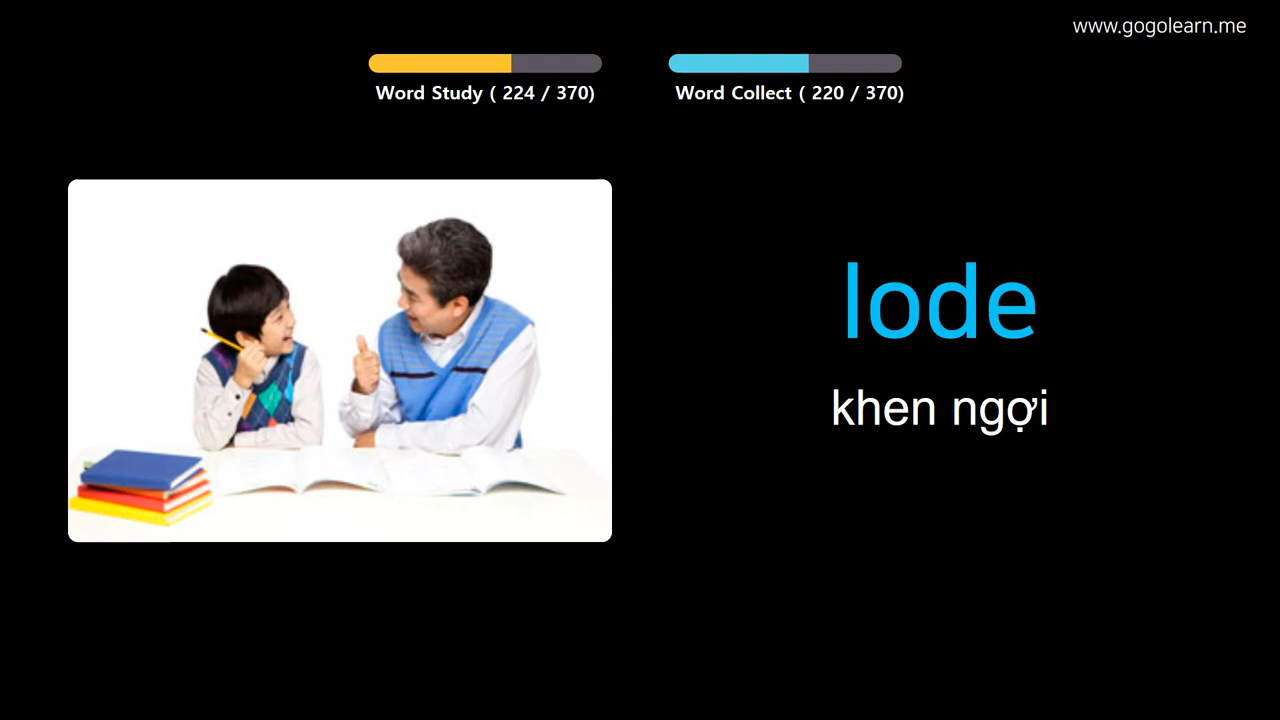 www.gogolearn.me
Word Study ( 224 / 370)
Word Collect ( 220 / 370)
lode
khen ngợi